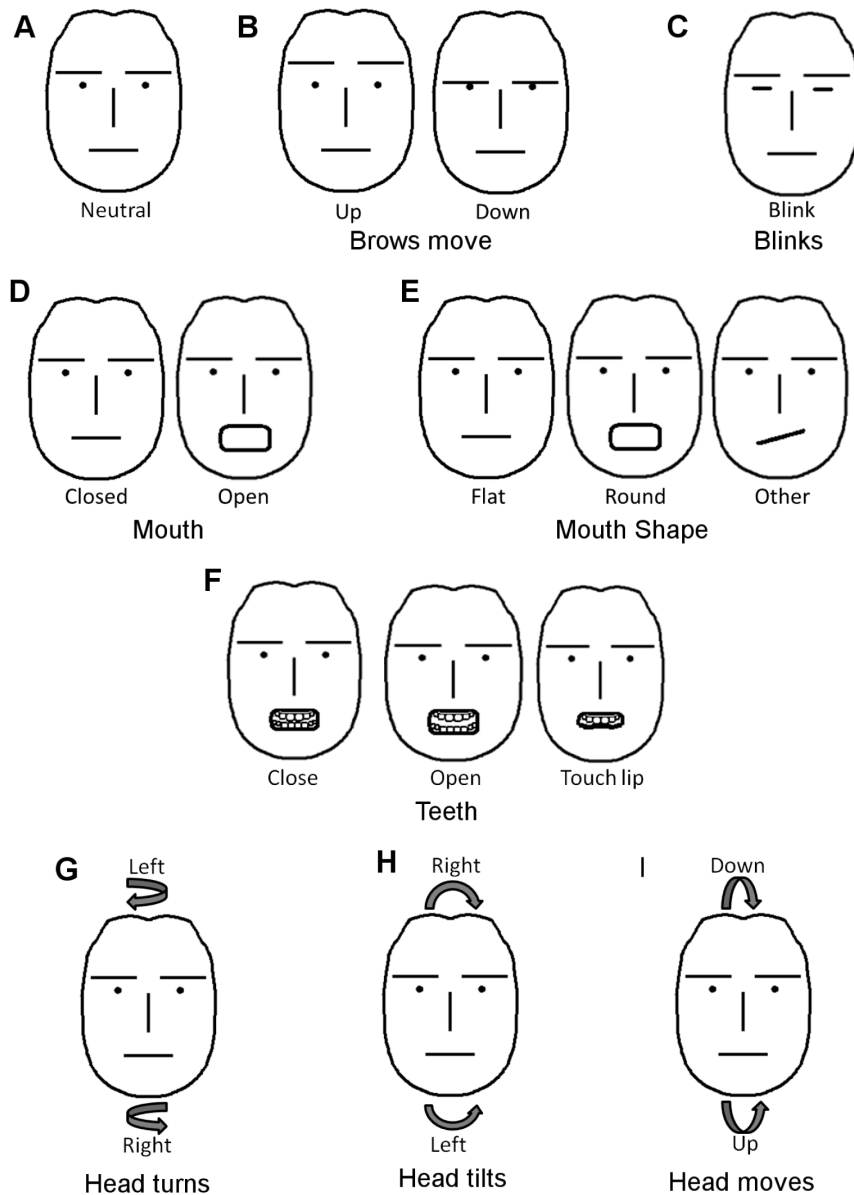 A
B
C
Neutral
Up
Down
Blink
Brows move
Blinks
D
E
Closed
Open
Flat
Round
Other
Mouth
Mouth Shape
F
Close
Open
Touch lip
Teeth
G
Left
H
Right
I
Down
Right
Left
Up
Head turns
Head tilts
Head moves